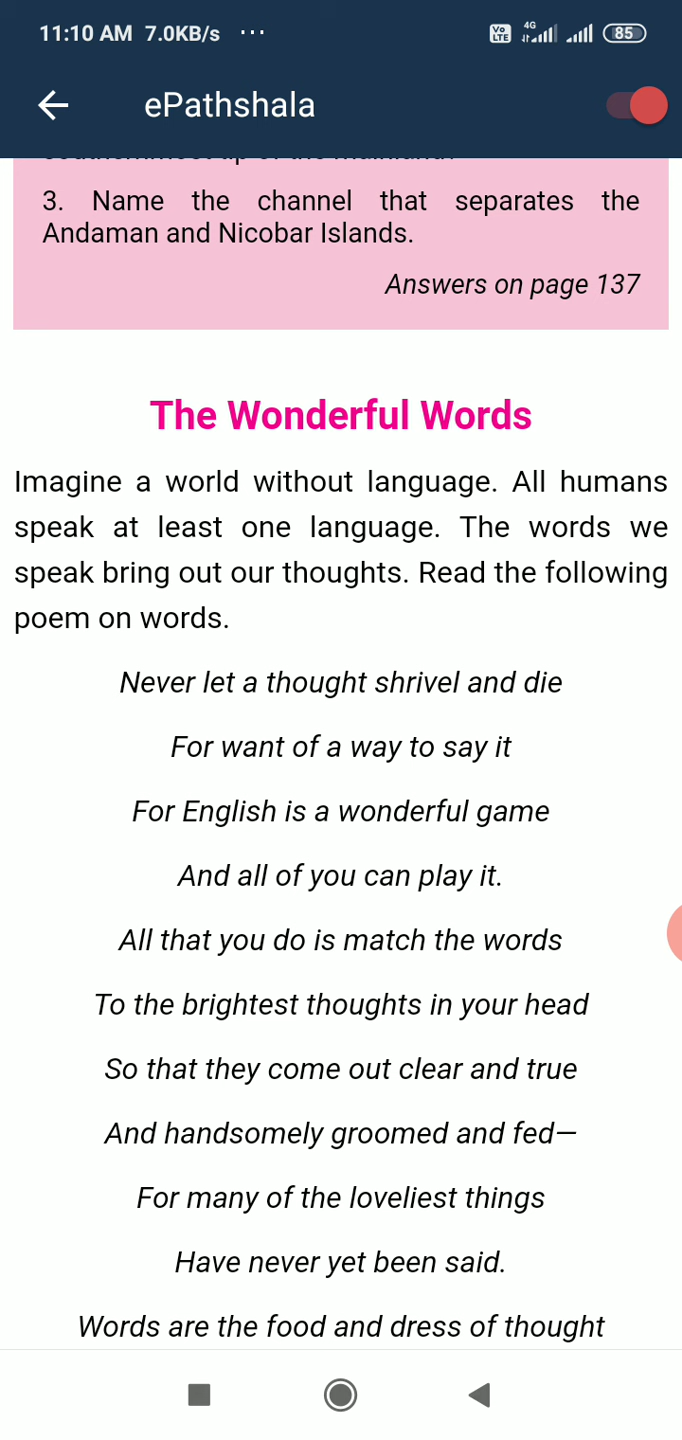 11:10 AM 7.0KB/s ...
Vo LTE 4G 85
ePathshala
3. Name the channel that separates the
Andaman and Nicobar Islands.
Answers on page 137
The Wonderful Words
Imagine a world without language. All humans
speak at least one language. The words we
speak bring out our thoughts. Read the following
poem on words.
Never let a thought shrivel and die
For want of a way to say it
For English is a wonderful game
And all of you can play it.
All that you do is match the words
To the brightest thoughts in your head
So that they come out clear and true
And handsomely groomed and fed—
For many of the loveliest things
Have never yet been said.
Words are the food and dress of thought